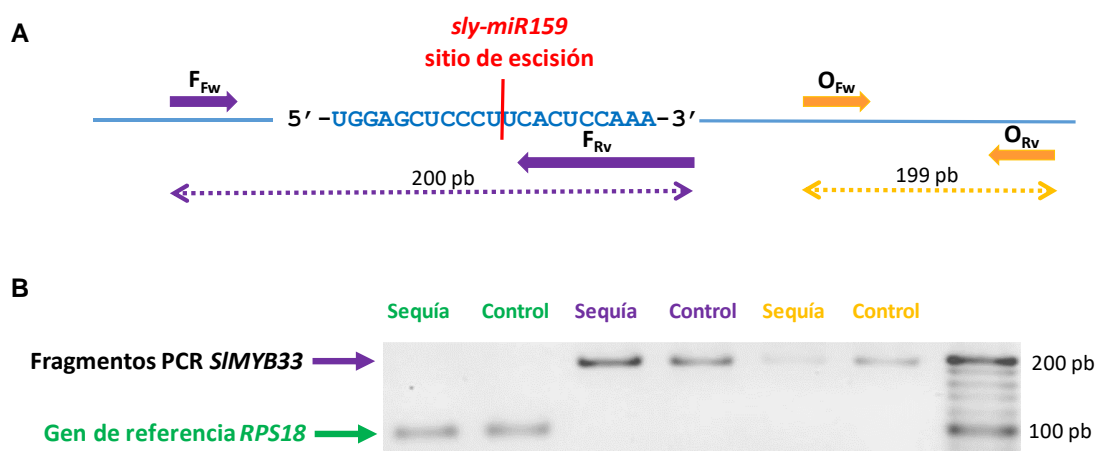 A
sly-miR159
sitio de escisión
FFw
OFw
5′ –UGGAGCUCCCUUCACUCCAAA–3′
FRv
ORv
200 pb
199 pb
B
Sequía Control Sequía Control Sequía Control
Fragmentos PCR SlMYB33
200 pb
Gen de referencia RPS18
100 pb